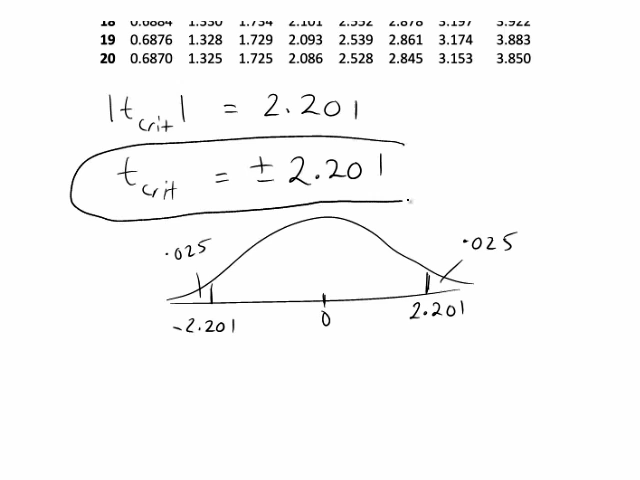 19 0.6876 1.328 1.729 2.093 2.539 2.861 3.174 3.883
20 0.6870 1.325 1.725 2.086 2.528 2.845 3.153 3.850
|t_crit| = 2.201
t_crit = ± 2.201
.025 .025
-2.201 0 2.201